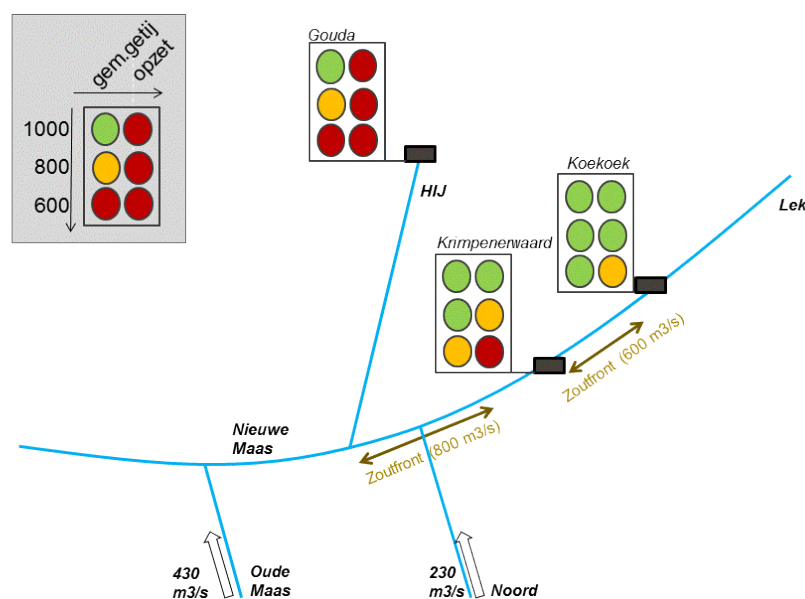 gem.getij
opzet
1000
800
600
Gouda
HIJ
Koekoek
Lek
Krimpenerwaard
Zoutfront (600 m3/s)
Nieuwe
Maas
Zoutfront (800 m3/s)
430
m3/s
Oude
Maas
230
m3/s
Noord